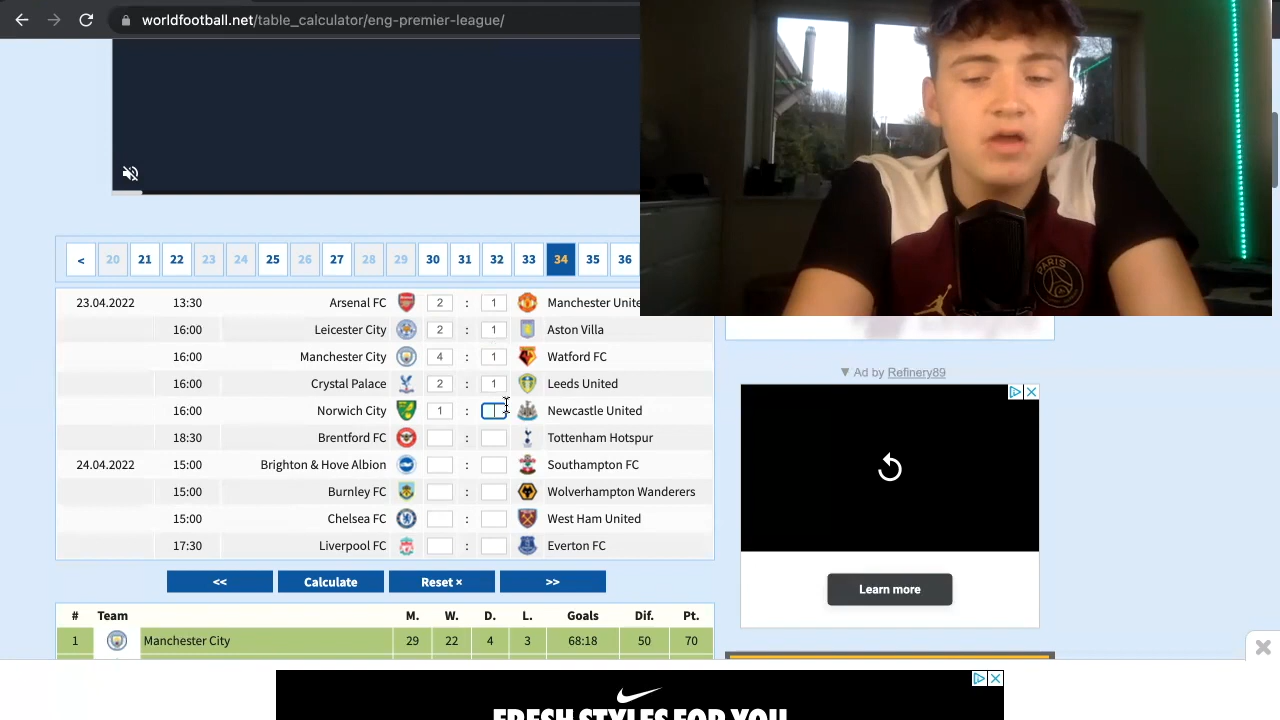 worldfootball.net/table_calculator/eng-premier-league/
< 20 21 22 23 24 25 26 27 28 29 30 31 32 33 34 35 36
23.04.2022 13:30 Arsenal FC 2 : 1 Manchester Unite
16:00 Leicester City 2 : 1 Aston Villa
16:00 Manchester City 4 : 1 Watford FC
16:00 Crystal Palace 2 : 1 Leeds United
16:00 Norwich City 1 : Newcastle United
18:30 Brentford FC : Tottenham Hotspur
24.04.2022 15:00 Brighton & Hove Albion : Southampton FC
15:00 Burnley FC : Wolverhampton Wanderers
15:00 Chelsea FC : West Ham United
17:30 Liverpool FC : Everton FC
<< Calculate Reset × >>
# Team M. W. D. L. Goals Dif. Pt.
1 Manchester City 29 22 4 3 68:18 50 70
▼ Ad by Refinery89
Learn more
PARIS
FRESH STYLES FOR YOU